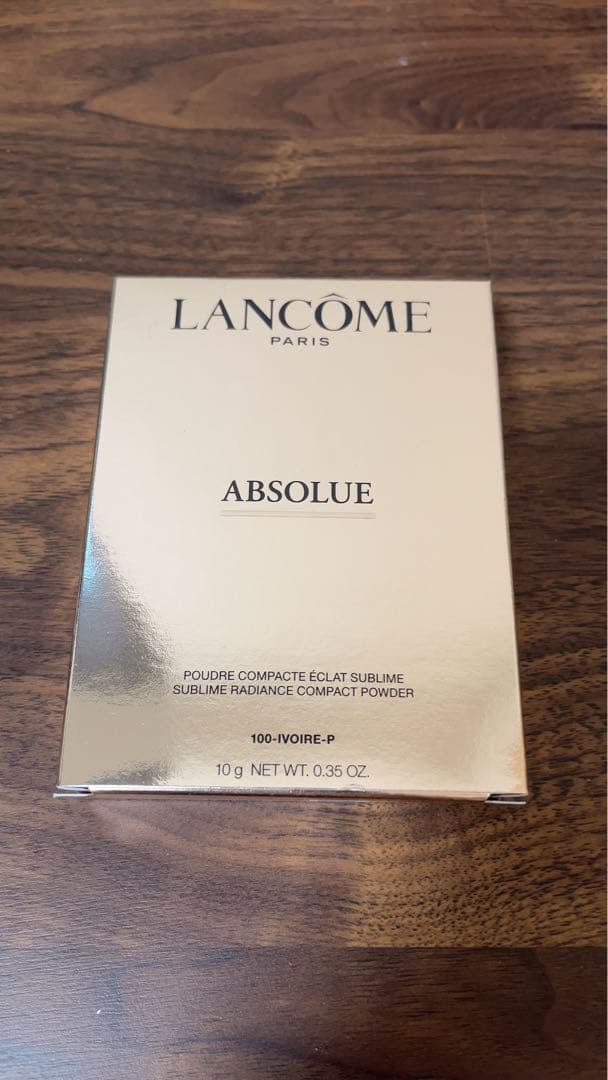 LANCÔME
PARIS
ABSOLUE
POUDRE COMPACTE ÉCLAT SUBLIME
SUBLIME RADIANCE COMPACT POWDER
100-IVOIRE-P
10 g NET WT. 0.35 OZ.